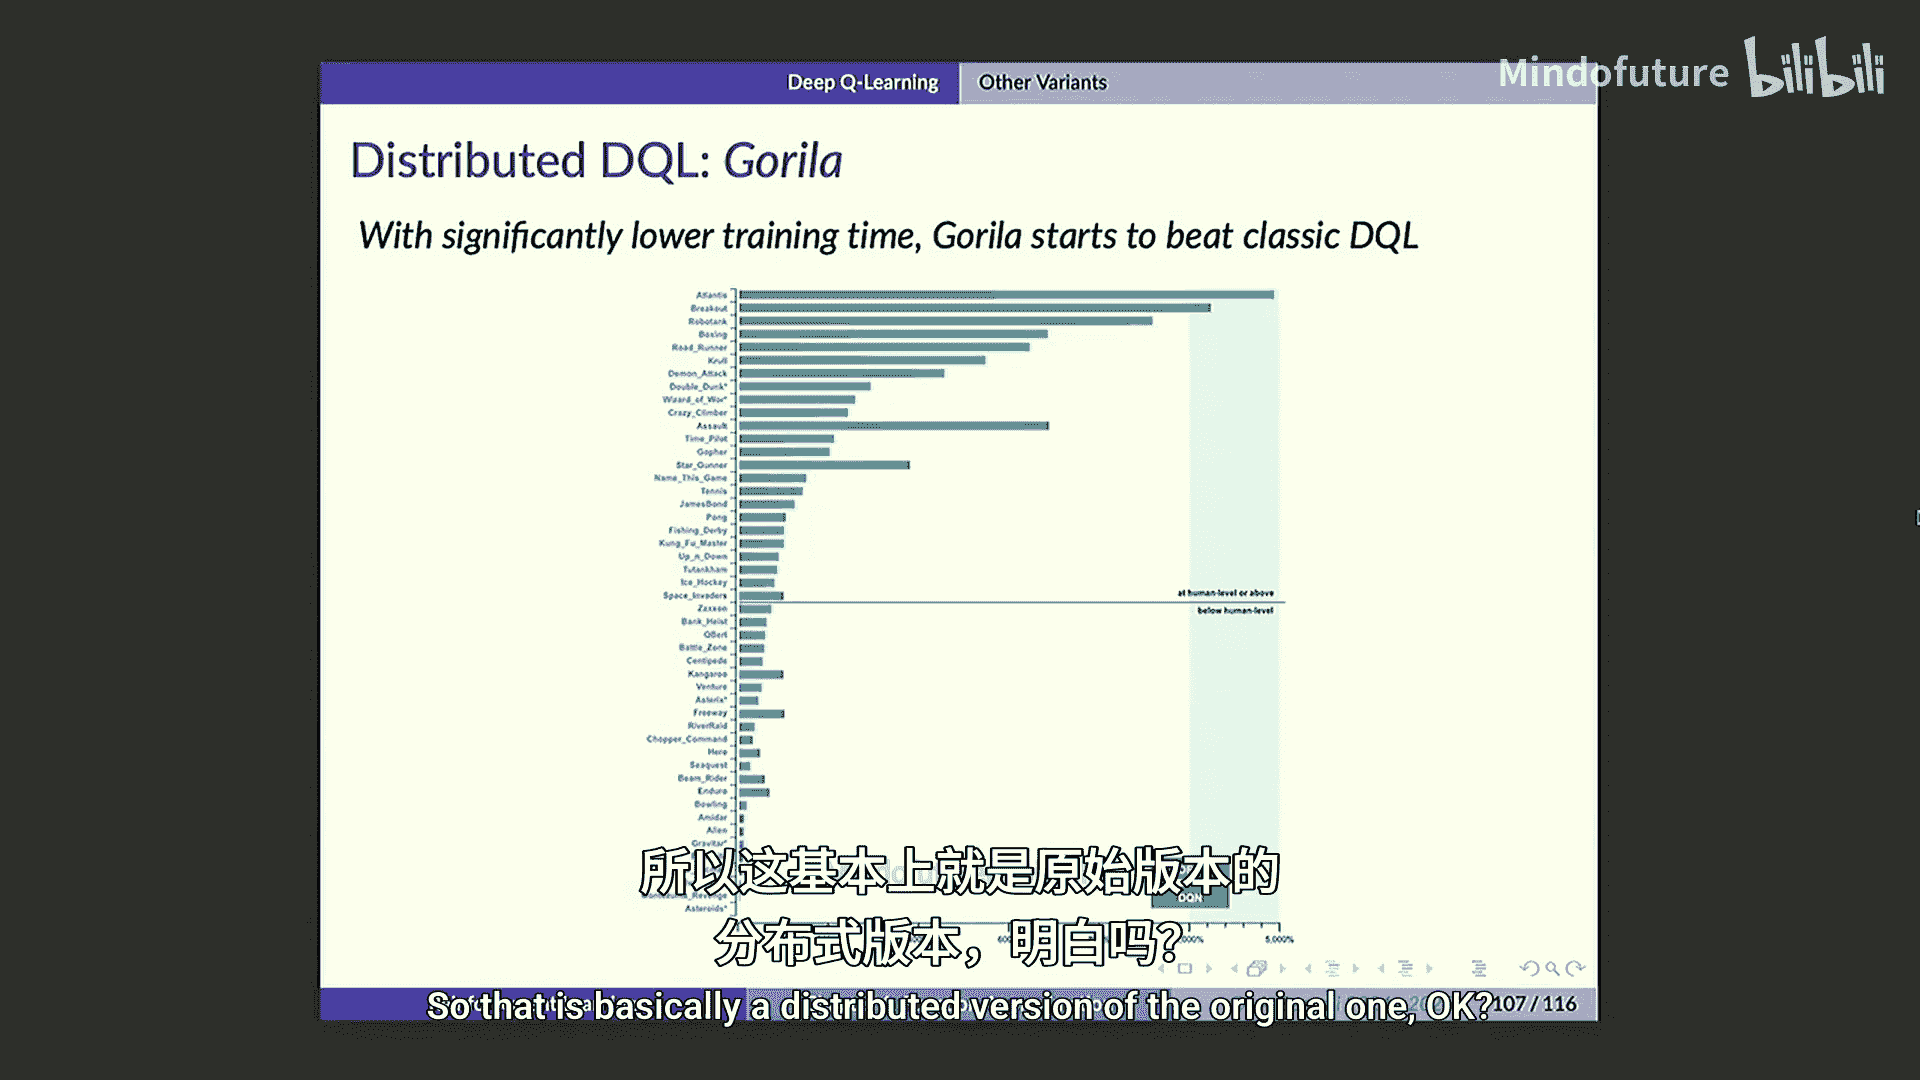 Mindofuture bilibili
Deep Q-Learning Other Variants
Distributed DQL: Gorila
With significantly lower training time, Gorila starts to beat classic DQL
Atlantis
Breakout
Robotank
Boxing
Road_Runner
Krull
Demon_Attack
Double_Dunk*
Wizard_of_Wor*
Crazy_Climber
Assault
Time_Pilot
Gopher
Star_Gunner
Name_This_Game
Tennis
JamesBond
Pong
Fishing_Derby
Kung_Fu_Master
Up_n_Down
Tutankham
Ice_Hockey
Space_Invaders
at human-level or above
Zaxxon
below human-level
Bank_Heist
QBert
Battle_Zone
Centipede
Kangaroo
Venture
Asterix*
Freeway
RiverRaid
Chopper_Command
Hero
Seaquest
Beam_Rider
Enduro
Bowling
Amidar
Alien
Gravitar*
所以这基本上就是原始版本的
DQN
Asteroids*
分布式版本，明白吗？
5,000%
So that is basically a distributed version of the original one, OK?
107 / 116